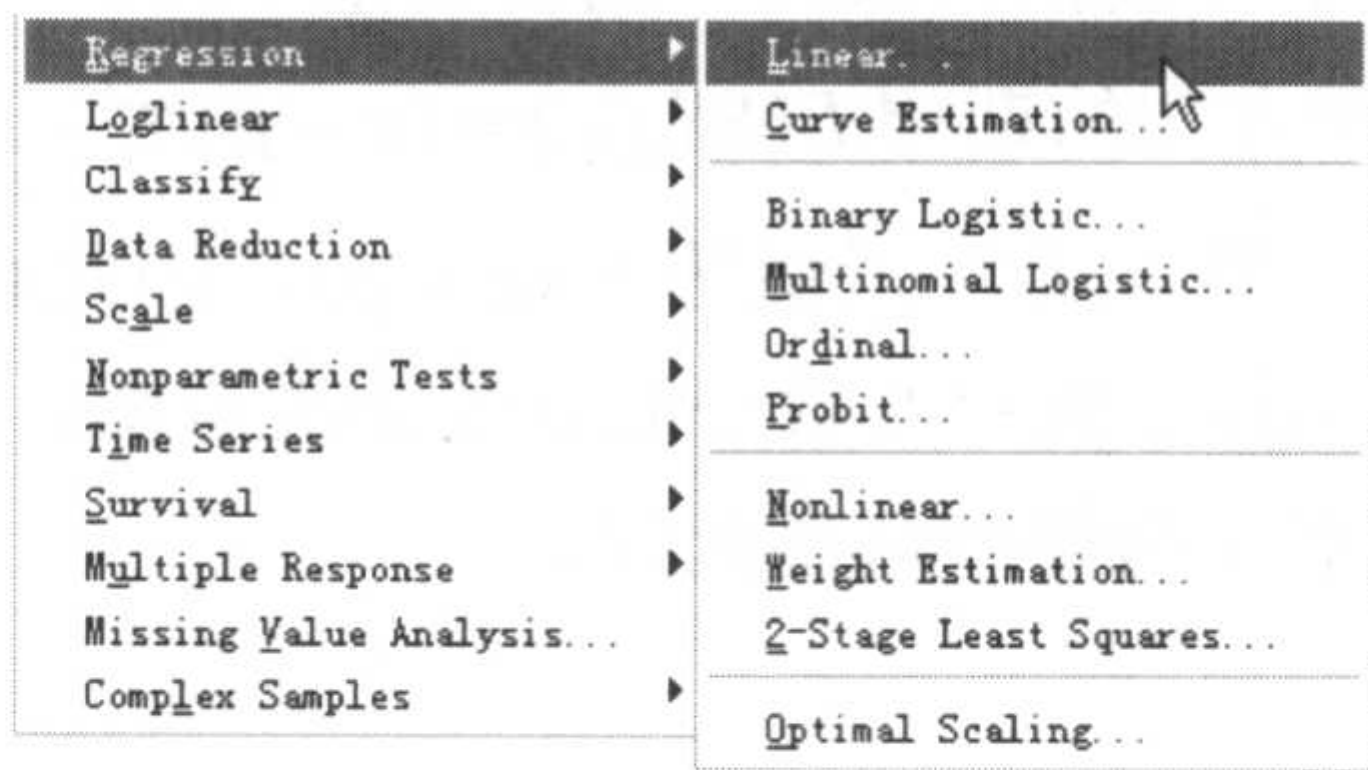 Regression
Loglinear
Classify
Data Reduction
Scale
Nonparametric Tests
Time Series
Survival
Multiple Response
Missing Value Analysis...
Complex Samples
Linear...
Curve Estimation...
Binary Logistic...
Multinomial Logistic...
Ordinal...
Probit...
Nonlinear...
Weight Estimation...
2-Stage Least Squares...
Optimal Scaling...